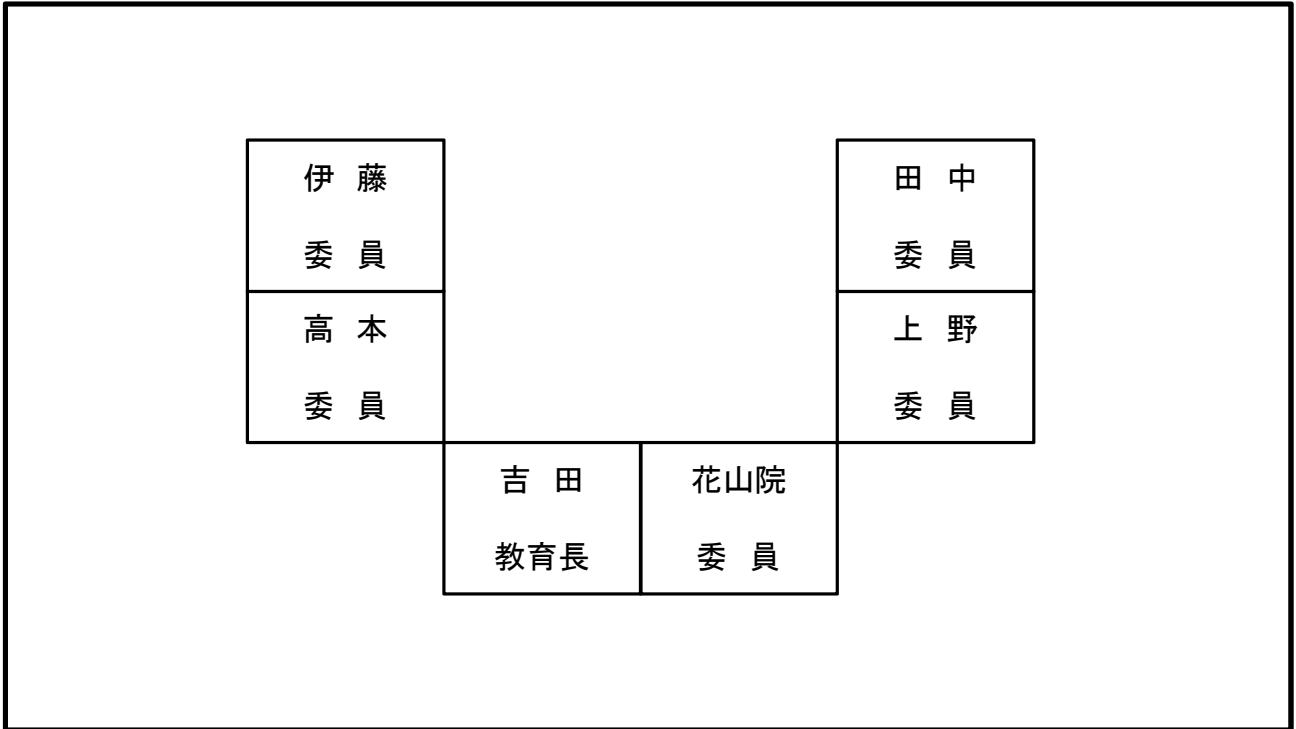 伊 藤
委 員
田 中
委 員
高 本
委 員
上 野
委 員
吉 田
教育長
花山院
委 員